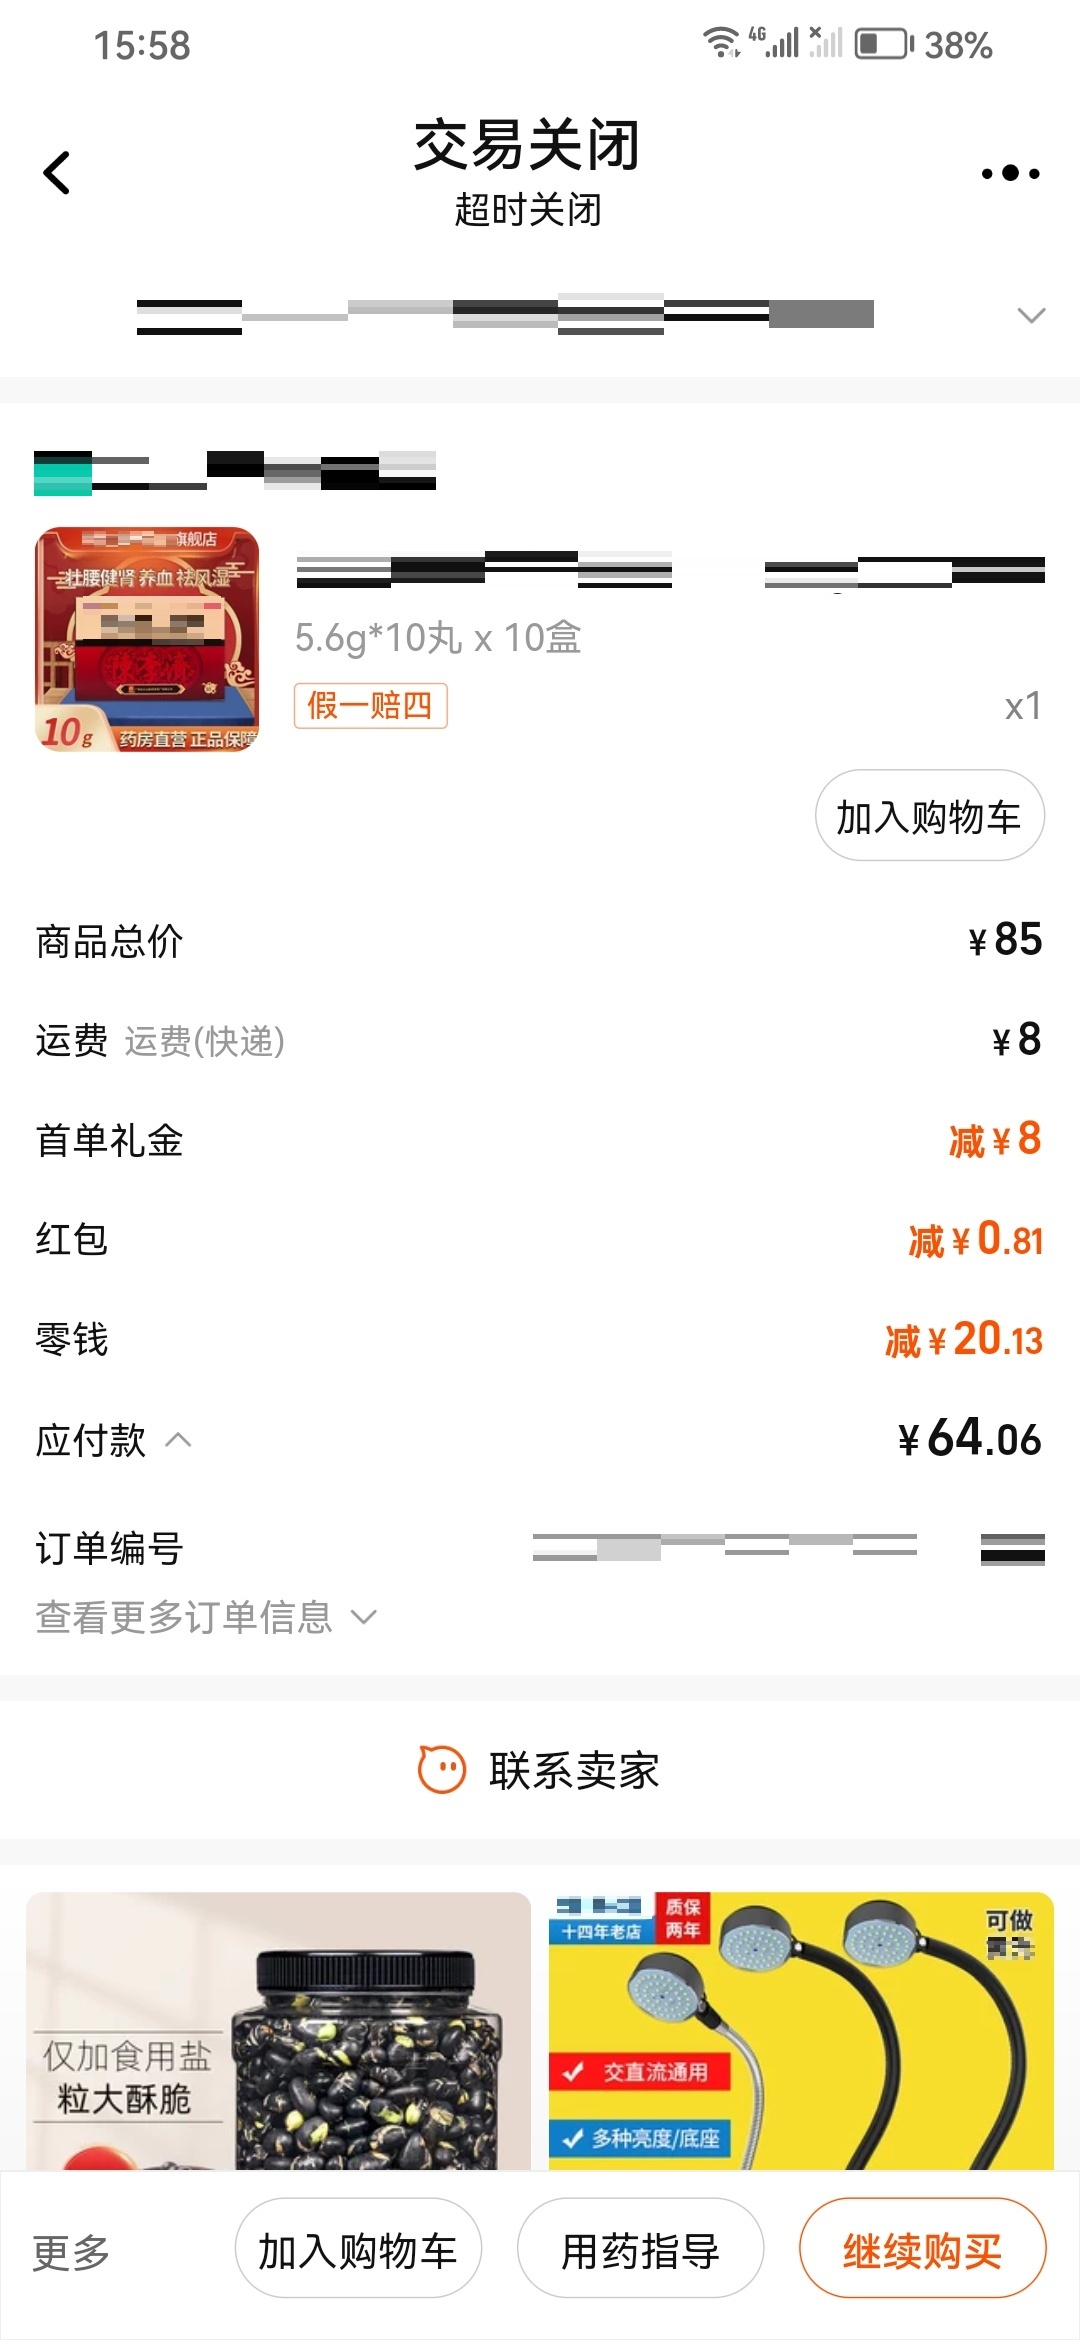 15:58
4G
38%
交易关闭
超时关闭
旗舰店
壮腰健肾 养血 祛风湿
陳李濟
10g
药房直营 正品保障
5.6g*10丸 x 10盒
假一赔四
x1
加入购物车
商品总价
¥85
运费 运费(快递)
¥8
首单礼金
减¥8
红包
减¥0.81
零钱
减¥20.13
应付款
¥64.06
订单编号
查看更多订单信息
联系卖家
仅加食用盐
粒大酥脆
十四年老店
质保
两年
可做
交直流通用
多种亮度/底座
更多
加入购物车
用药指导
继续购买